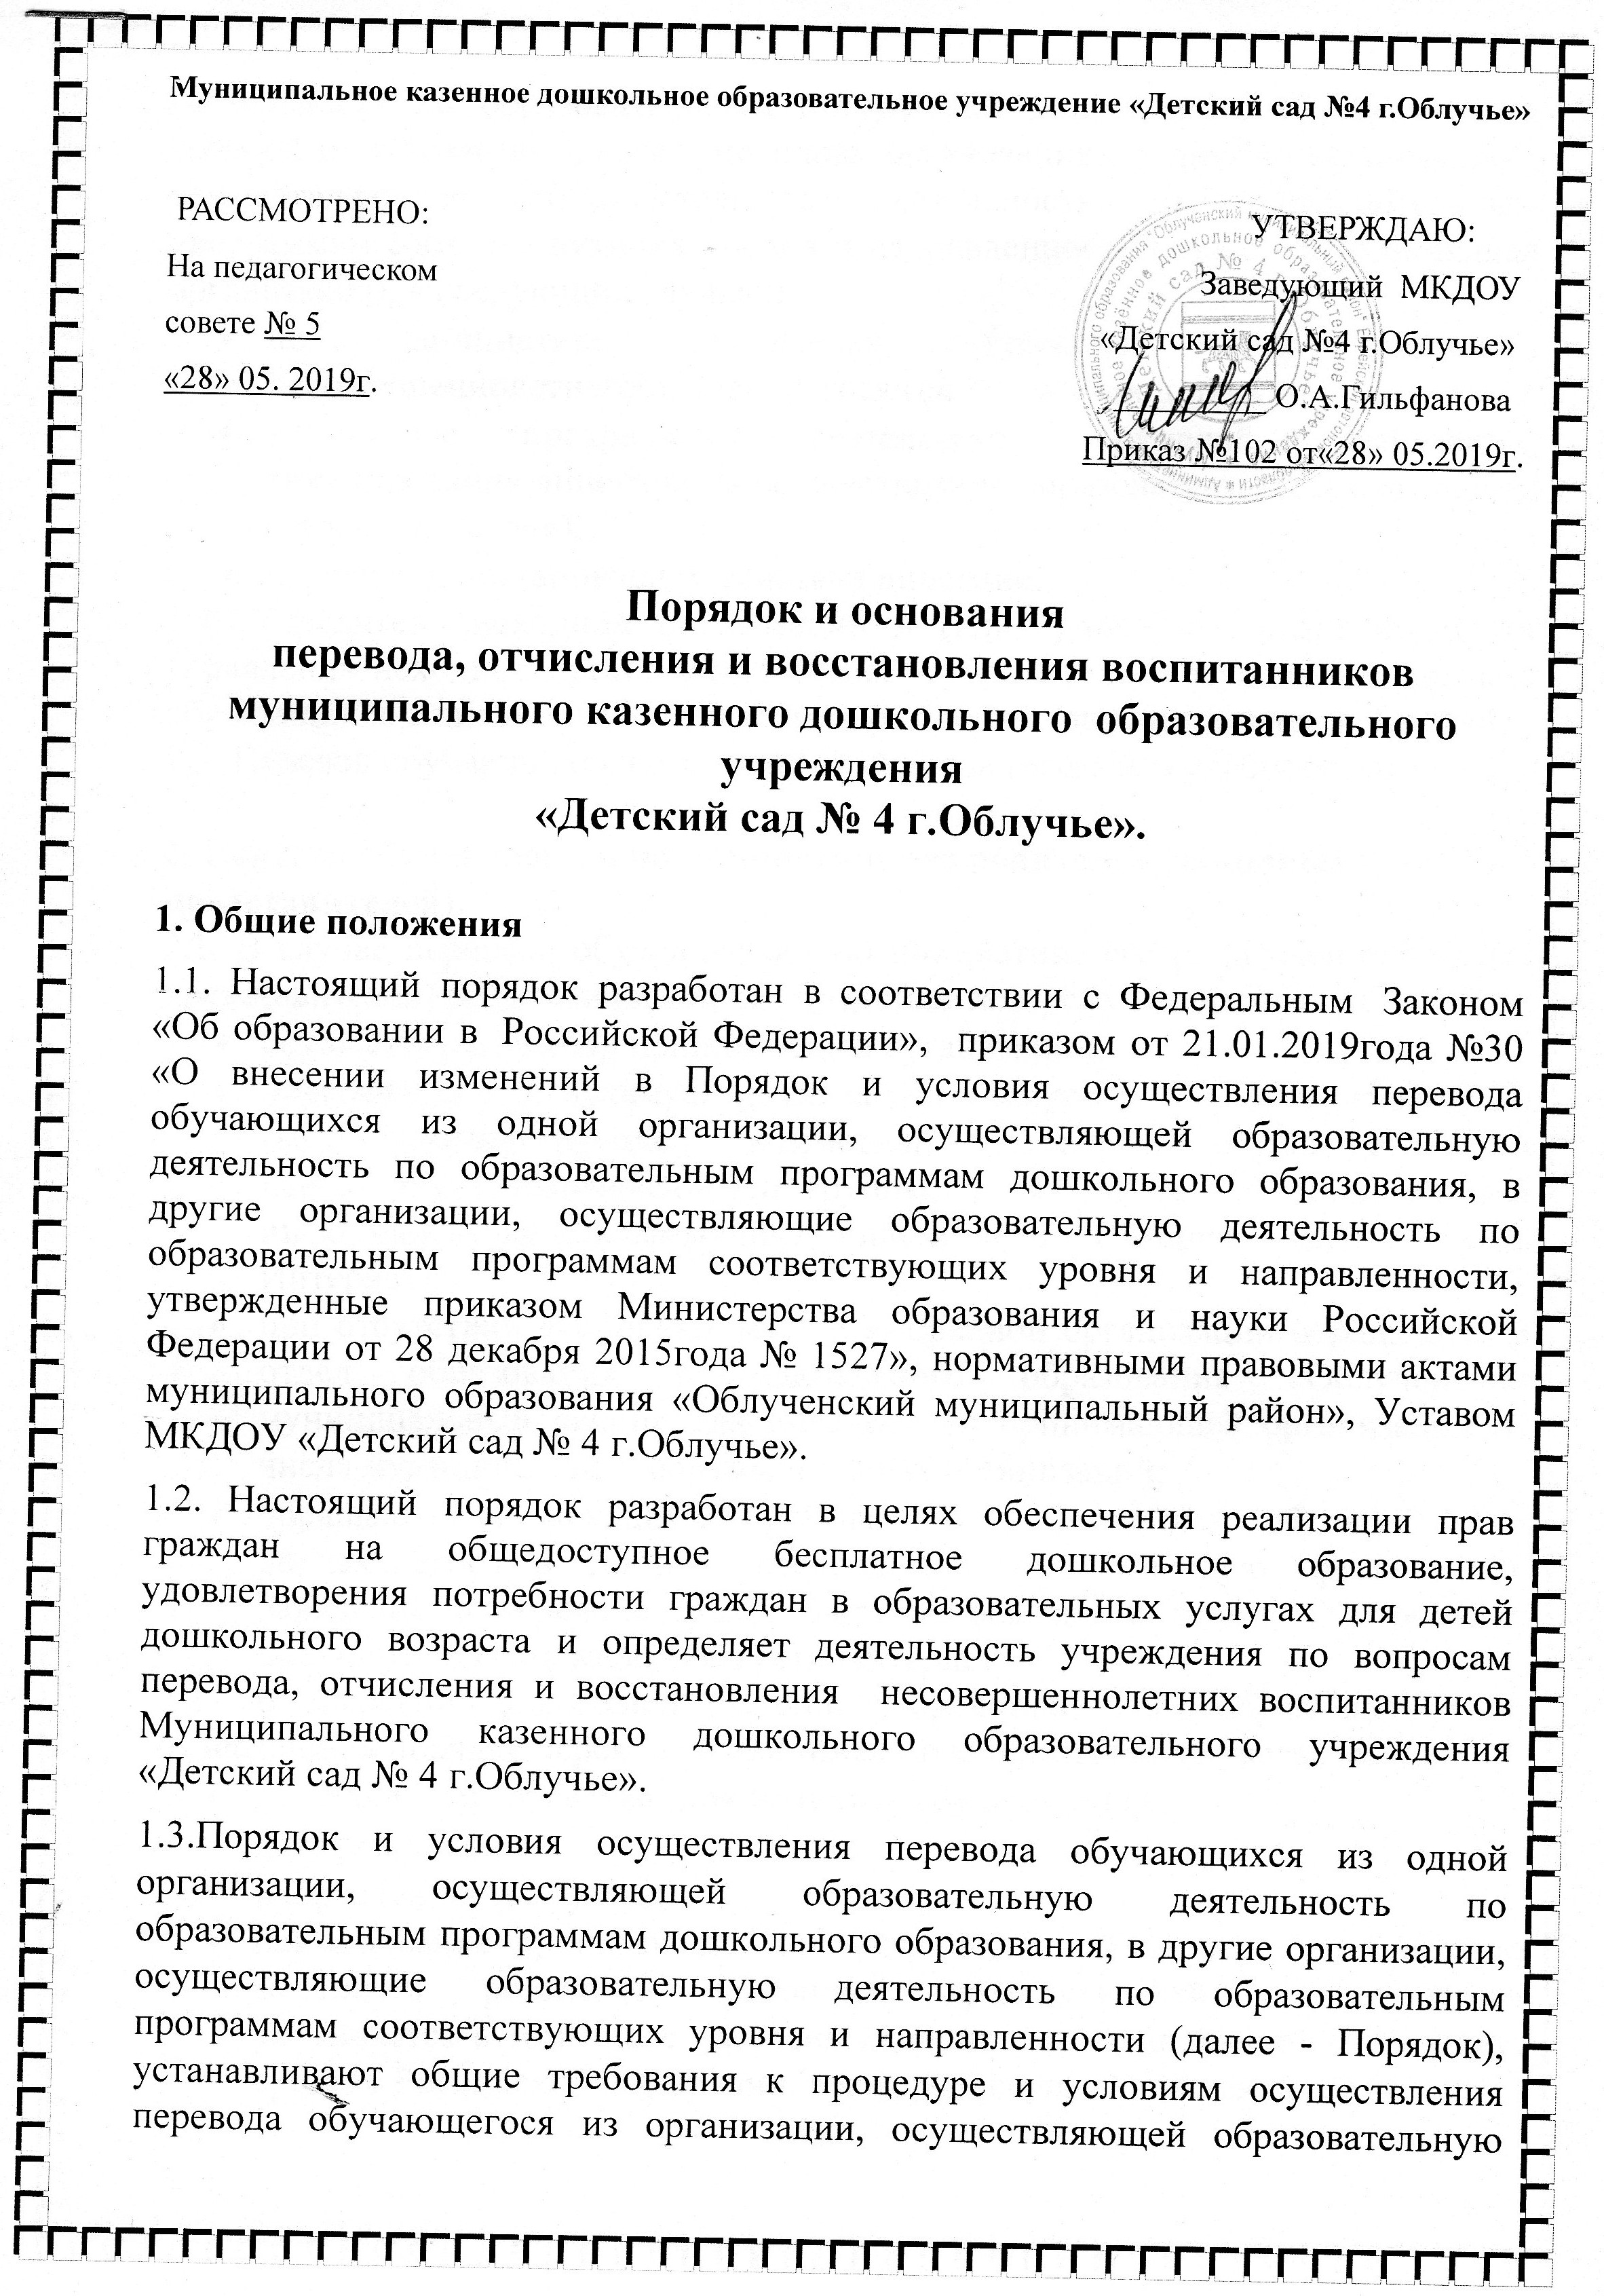 Муниципальное казенное дошкольное образовательное учреждение «Детский сад №4 г.Облучье»
РАССМОТРЕНО:
На педагогическом
совете № 5
«28» 05. 2019г.
УТВЕРЖДАЮ:
Заведующий МКДОУ
«Детский сад №4 г.Облучье»
О.А.Гильфанова
Приказ №102 от«28» 05.2019г.
Порядок и основания
перевода, отчисления и восстановления воспитанников
муниципального казенного дошкольного образовательного
учреждения
«Детский сад № 4 г.Облучье».
1. Общие положения
1.1. Настоящий порядок разработан в соответствии с Федеральным Законом
«Об образовании в Российской Федерации», приказом от 21.01.2019года №30
«О внесении изменений в Порядок и условия осуществления перевода
обучающихся из одной организации, осуществляющей образовательную
деятельность по образовательным программам дошкольного образования, в
другие организации, осуществляющие образовательную деятельность по
образовательным программам соответствующих уровня и направленности,
утвержденные приказом Министерства образования и науки Российской
Федерации от 28 декабря 2015года № 1527», нормативными правовыми актами
муниципального образования «Облученский муниципальный район», Уставом
МКДОУ «Детский сад № 4 г.Облучье».
1.2. Настоящий порядок разработан в целях обеспечения реализации прав
граждан на общедоступное бесплатное дошкольное образование,
удовлетворения потребности граждан в образовательных услугах для детей
дошкольного возраста и определяет деятельность учреждения по вопросам
перевода, отчисления и восстановления несовершеннолетних воспитанников
Муниципального казенного дошкольного образовательного учреждения
«Детский сад № 4 г.Облучье».
1.3.Порядок и условия осуществления перевода обучающихся из одной
организации, осуществляющей образовательную деятельность по
образовательным программам дошкольного образования, в другие организации,
осуществляющие образовательную деятельность по образовательным
программам соответствующих уровня и направленности (далее - Порядок),
устанавливают общие требования к процедуре и условиям осуществления
перевода обучающегося из организации, осуществляющей образовательную